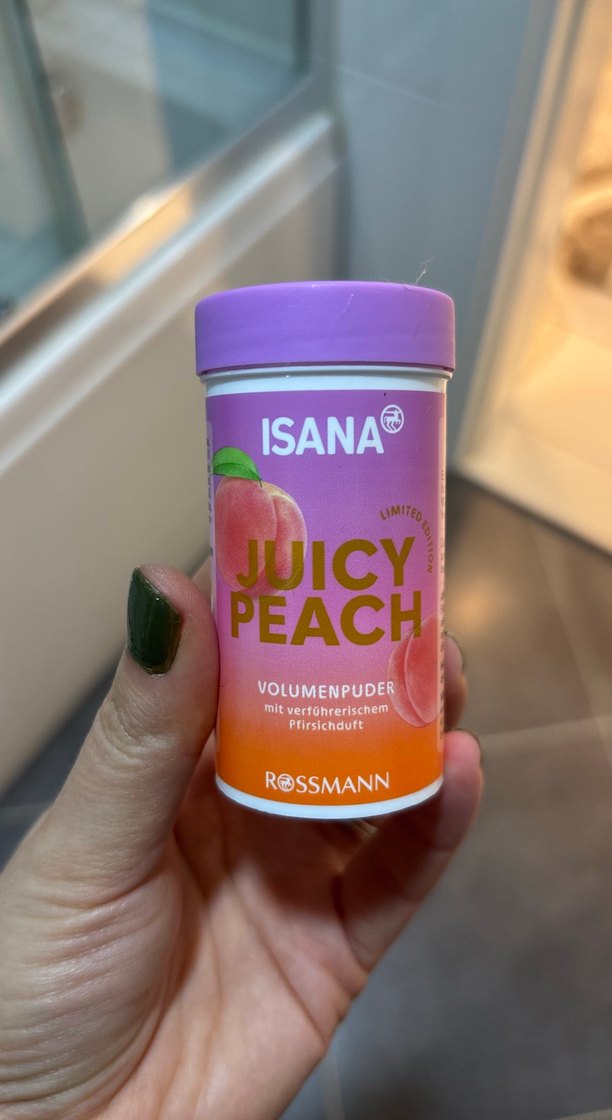 ISANA
LIMITED EDITION
JUICY
PEACH
VOLUMENPUDER
mit verführerischem
Pfirsichduft
ROSSMANN